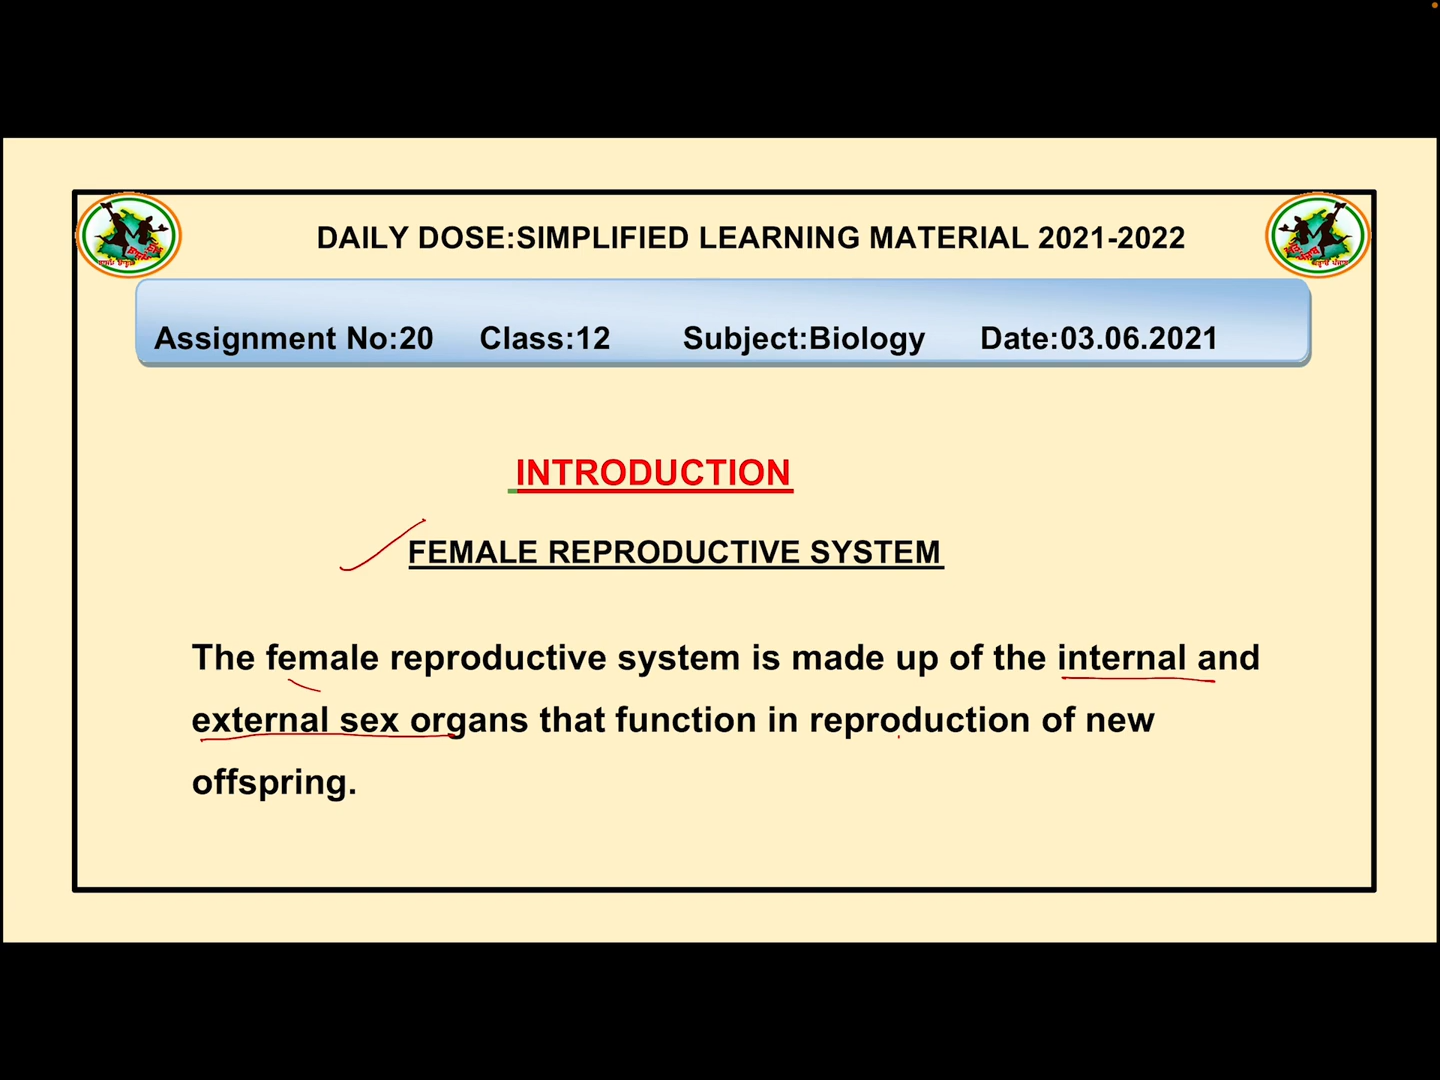 DAILY DOSE:SIMPLIFIED LEARNING MATERIAL 2021-2022
Assignment No:20 Class:12 Subject:Biology Date:03.06.2021
INTRODUCTION
FEMALE REPRODUCTIVE SYSTEM
The female reproductive system is made up of the internal and
external sex organs that function in reproduction of new
offspring.